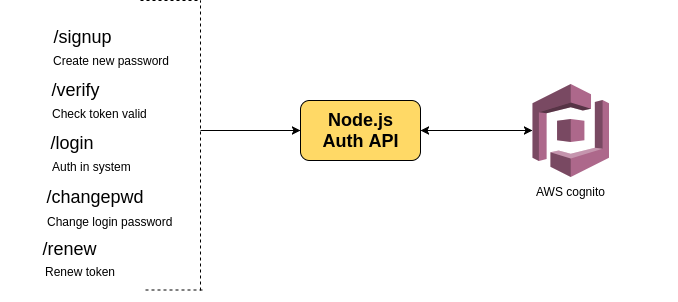 /signup
Create new password
/verify
Check token valid
/login
Auth in system
/changepwd
Change login password
/renew
Renew token
Node.js
Auth API
AWS cognito